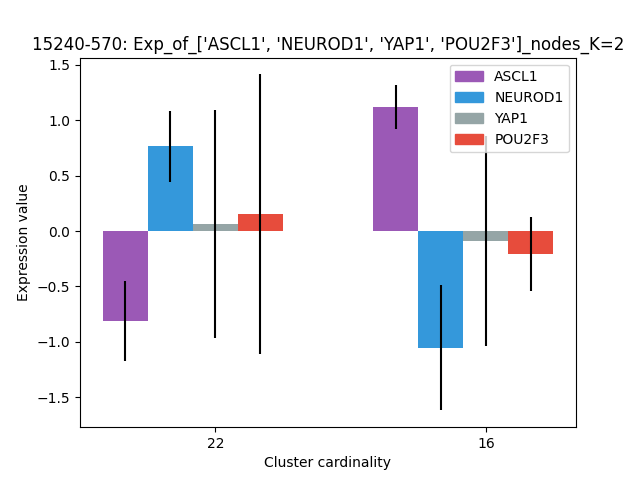 15240-570: Exp_of_['ASCL1', 'NEUROD1', 'YAP1', 'POU2F3']_nodes_K=2
1.5
1.0
0.5
0.0
−0.5
−1.0
−1.5
Expression value
ASCL1
NEUROD1
YAP1
POU2F3
22
16
Cluster cardinality